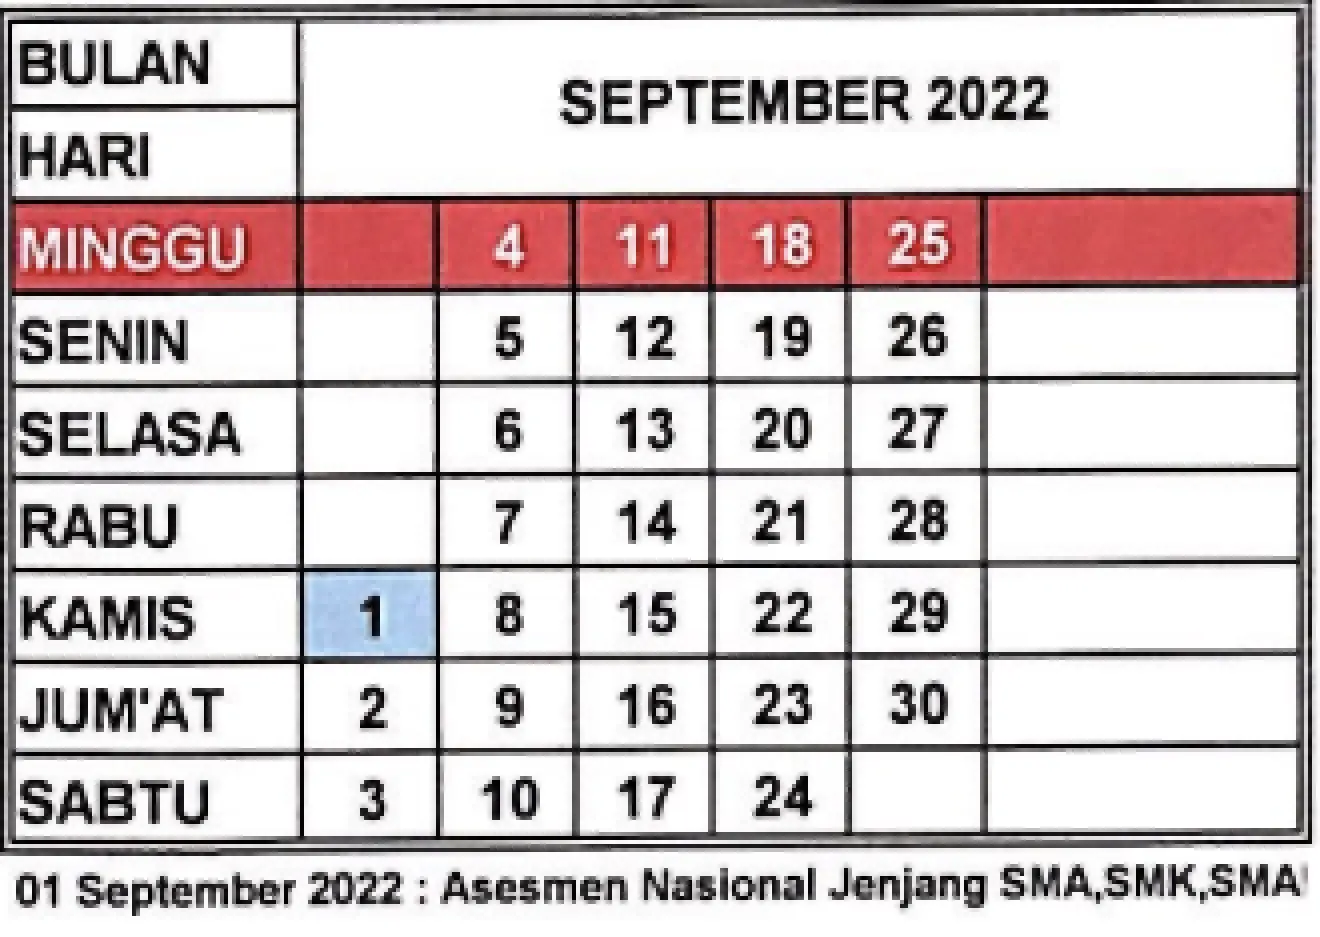 BULAN
SEPTEMBER 2022
HARI
MINGGU 4 11 18 25
SENIN 5 12 19 26
SELASA 6 13 20 27
RABU 7 14 21 28
KAMIS 1 8 15 22 29
JUM'AT 2 9 16 23 30
SABTU 3 10 17 24
01 September 2022 : Asesmen Nasional Jenjang SMA,SMK,SMA